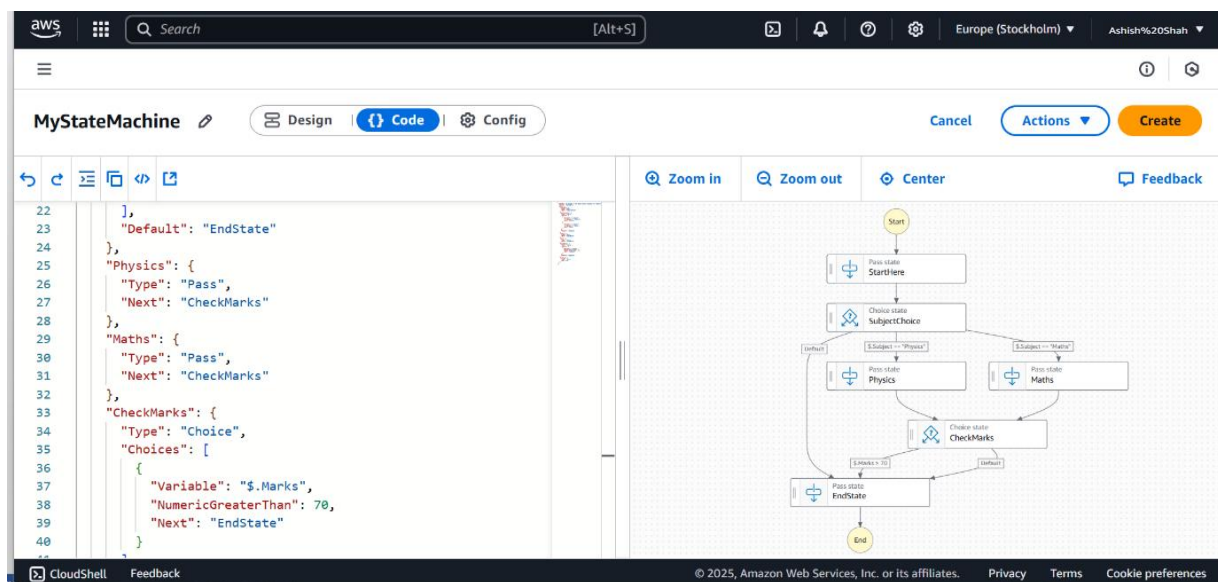 aws Search [Alt+S] Europe (Stockholm) ▼ Ashish%20Shah ▼
MyStateMachine Design {} Code Config Cancel Actions ▼ Create
Zoom in Zoom out Center Feedback
22 ],
23 "Default": "EndState"
24 },
25 "Physics": {
26 "Type": "Pass",
27 "Next": "CheckMarks"
28 },
29 "Maths": {
30 "Type": "Pass",
31 "Next": "CheckMarks"
32 },
33 "CheckMarks": {
34 "Type": "Choice",
35 "Choices": [
36 {
37 "Variable": "$.Marks",
38 "NumericGreaterThan": 70,
39 "Next": "EndState"
40 }
Start
Pass state
StartHere
Choice state
SubjectChoice
Default $.Subject == "Physics" $.Subject == "Maths"
Pass state
Physics
Pass state
Maths
Choice state
CheckMarks
$.Marks > 70 Default
Pass state
EndState
End
CloudShell Feedback © 2025, Amazon Web Services, Inc. or its affiliates. Privacy Terms Cookie preferences